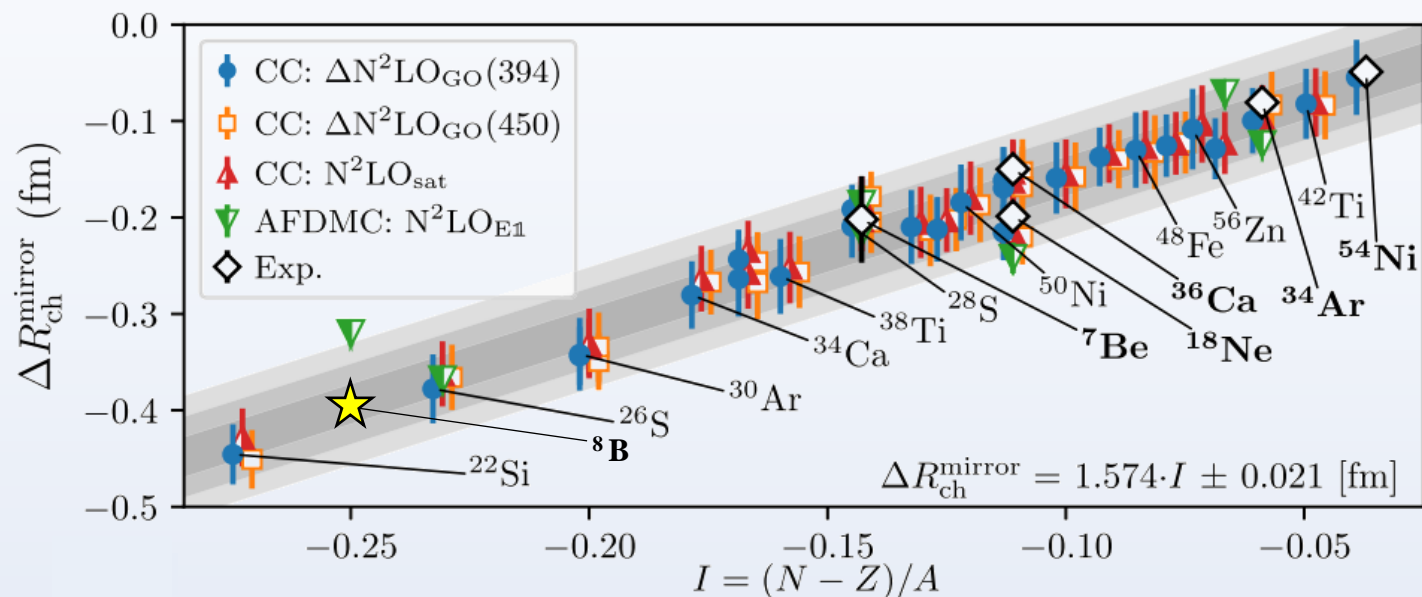 0.0
−0.1
−0.2
−0.3
−0.4
−0.5
ΔR_ch^mirror (fm)
CC: ΔN²LO_GO(394)
CC: ΔN²LO_GO(450)
CC: N²LO_sat
AFDMC: N²LO_E1
Exp.
⁴²Ti
⁵⁴Ni
⁵⁶Zn
⁴⁸Fe
³⁴Ar
³⁶Ca
⁵⁰Ni
²⁸S
¹⁸Ne
⁷Be
³⁸Ti
³⁴Ca
³⁰Ar
²⁶S
⁸B
²²Si
ΔR_ch^mirror = 1.574·I ± 0.021 [fm]
−0.25
−0.20
−0.15
−0.10
−0.05
I = (N − Z)/A